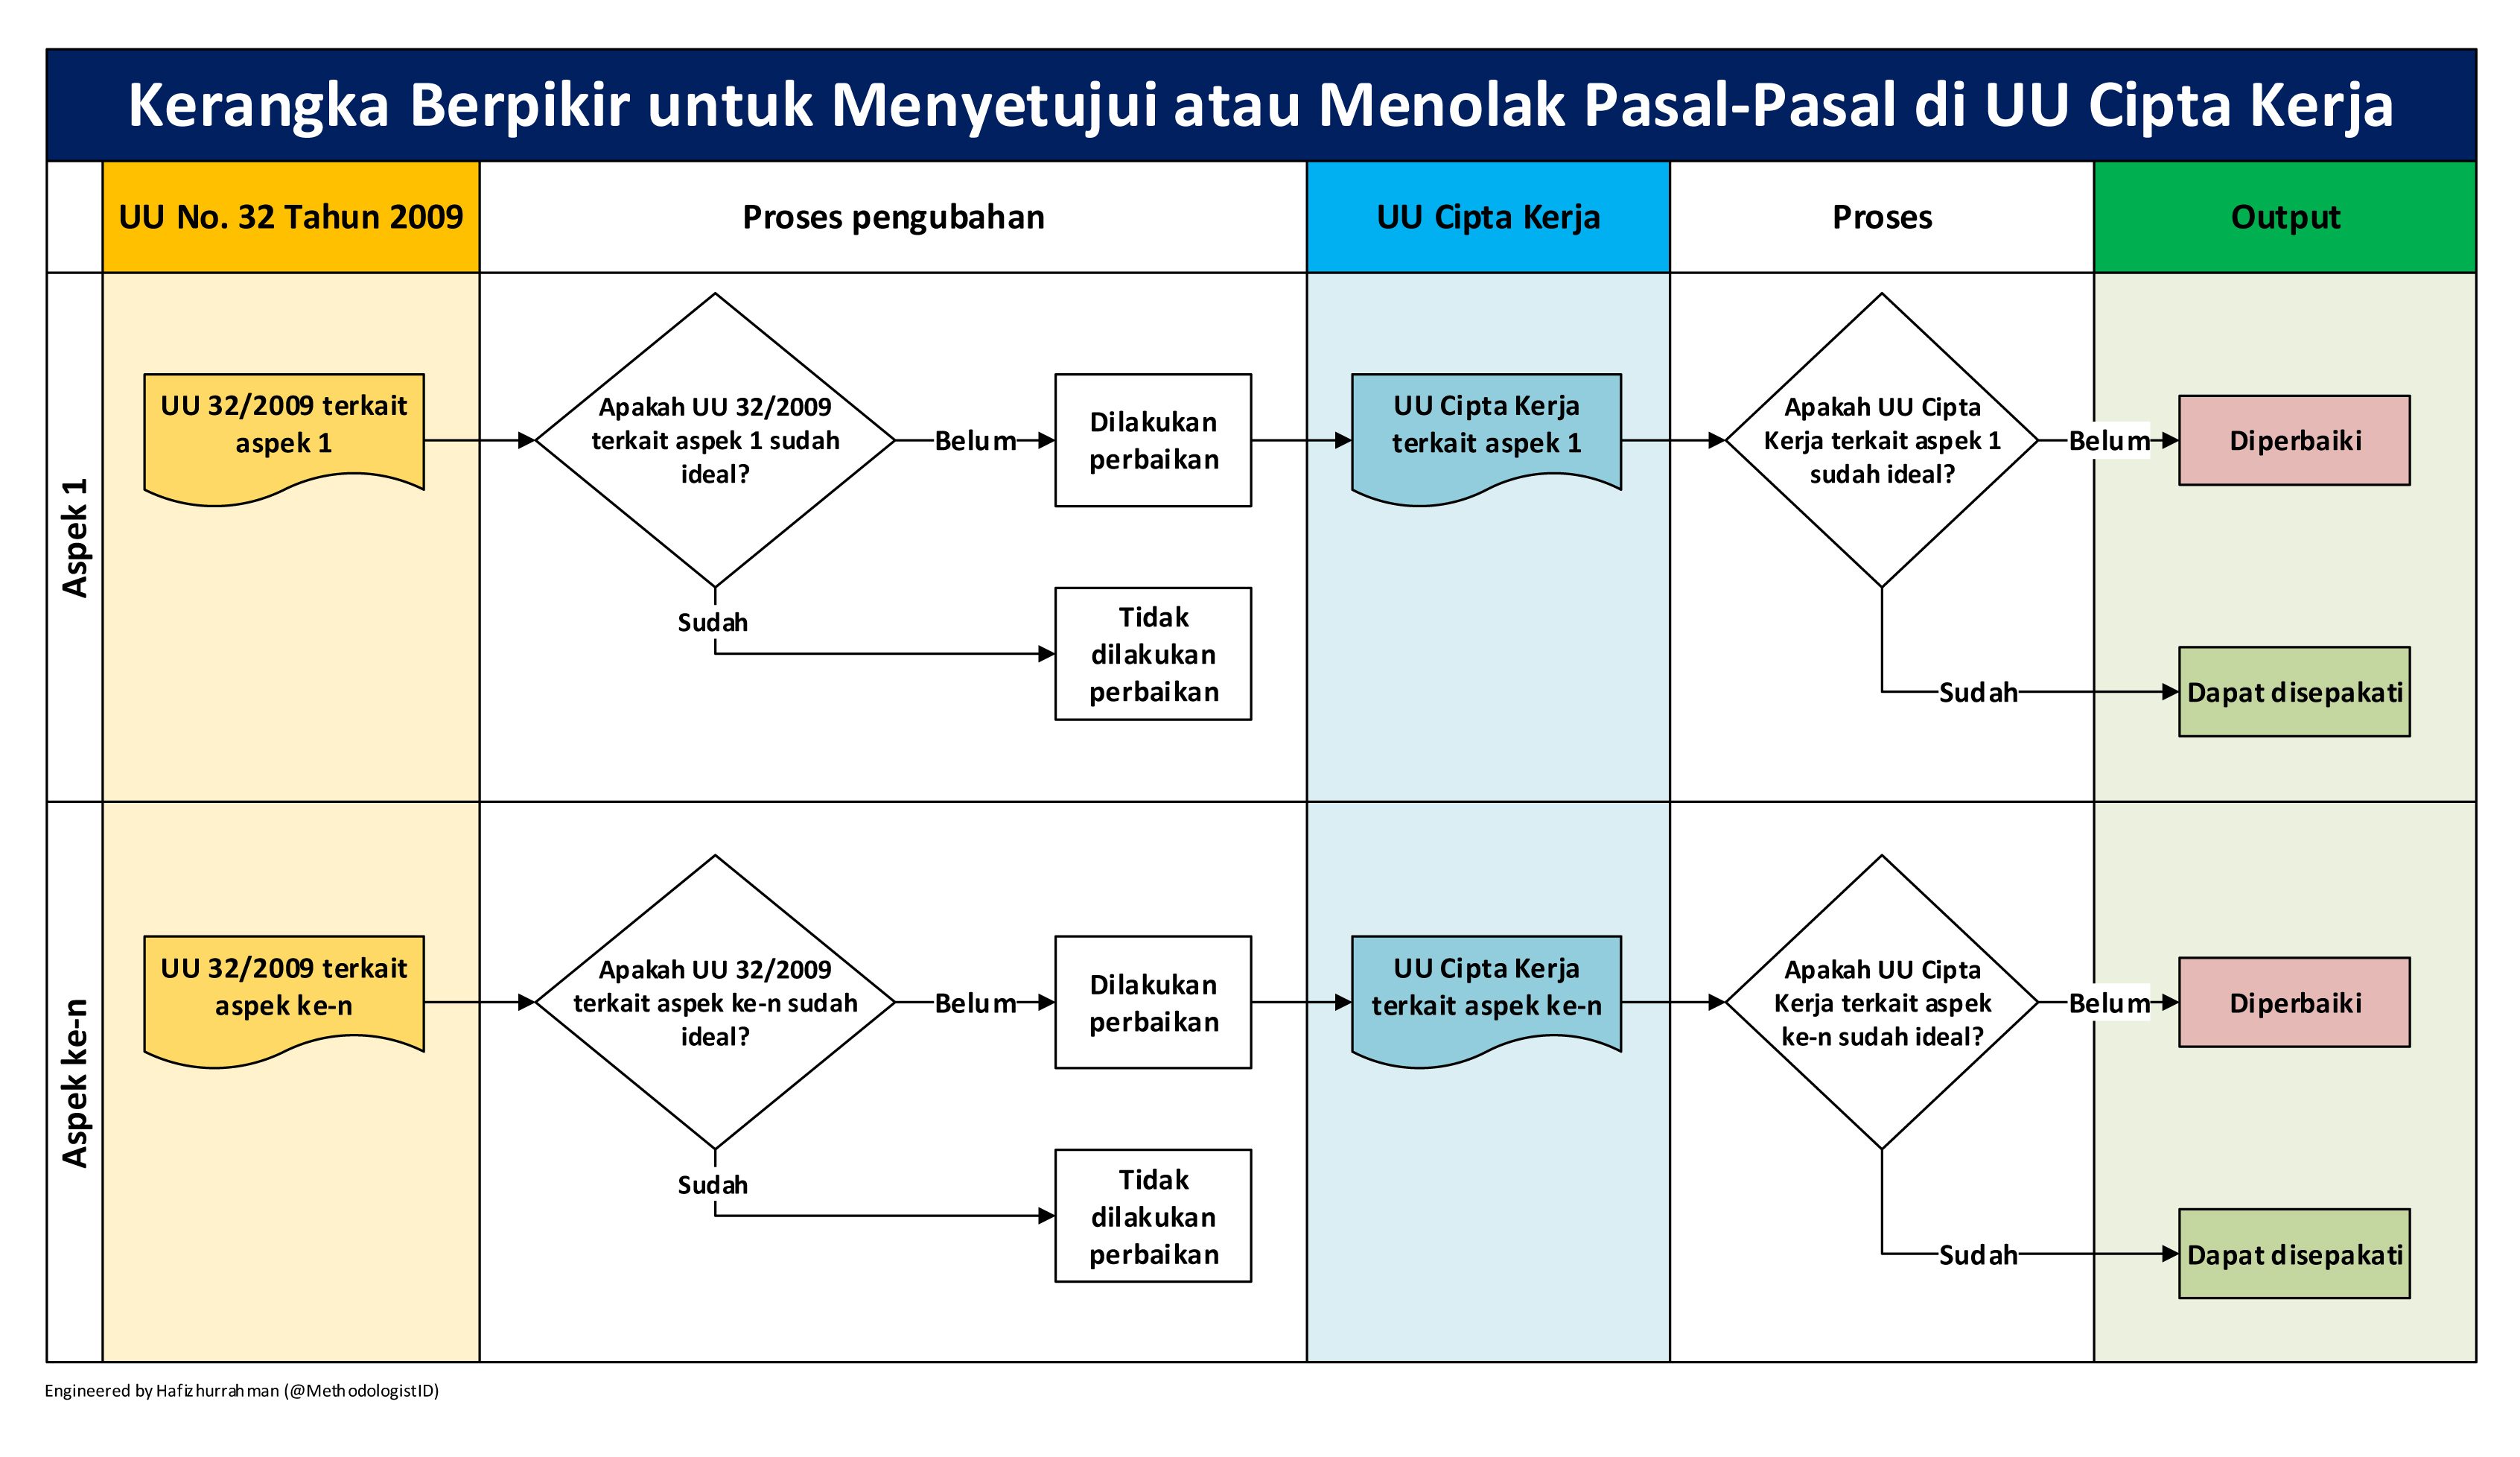 Kerangka Berpikir untuk Menyetujui atau Menolak Pasal-Pasal di UU Cipta Kerja
UU No. 32 Tahun 2009
Proses pengubahan
UU Cipta Kerja
Proses
Output
Aspek 1
UU 32/2009 terkait
aspek 1
Apakah UU 32/2009
terkait aspek 1 sudah
ideal?
Belum
Dilakukan
perbaikan
Sudah
Tidak
dilakukan
perbaikan
UU Cipta Kerja
terkait aspek 1
Apakah UU Cipta
Kerja terkait aspek 1
sudah ideal?
Belum
Diperbaiki
Sudah
Dapat disepakati
Aspek ke-n
UU 32/2009 terkait
aspek ke-n
Apakah UU 32/2009
terkait aspek ke-n sudah
ideal?
Belum
Dilakukan
perbaikan
Sudah
Tidak
dilakukan
perbaikan
UU Cipta Kerja
terkait aspek ke-n
Apakah UU Cipta
Kerja terkait aspek
ke-n sudah ideal?
Belum
Diperbaiki
Sudah
Dapat disepakati
Engineered by Hafizhurrahman (@MethodologistID)